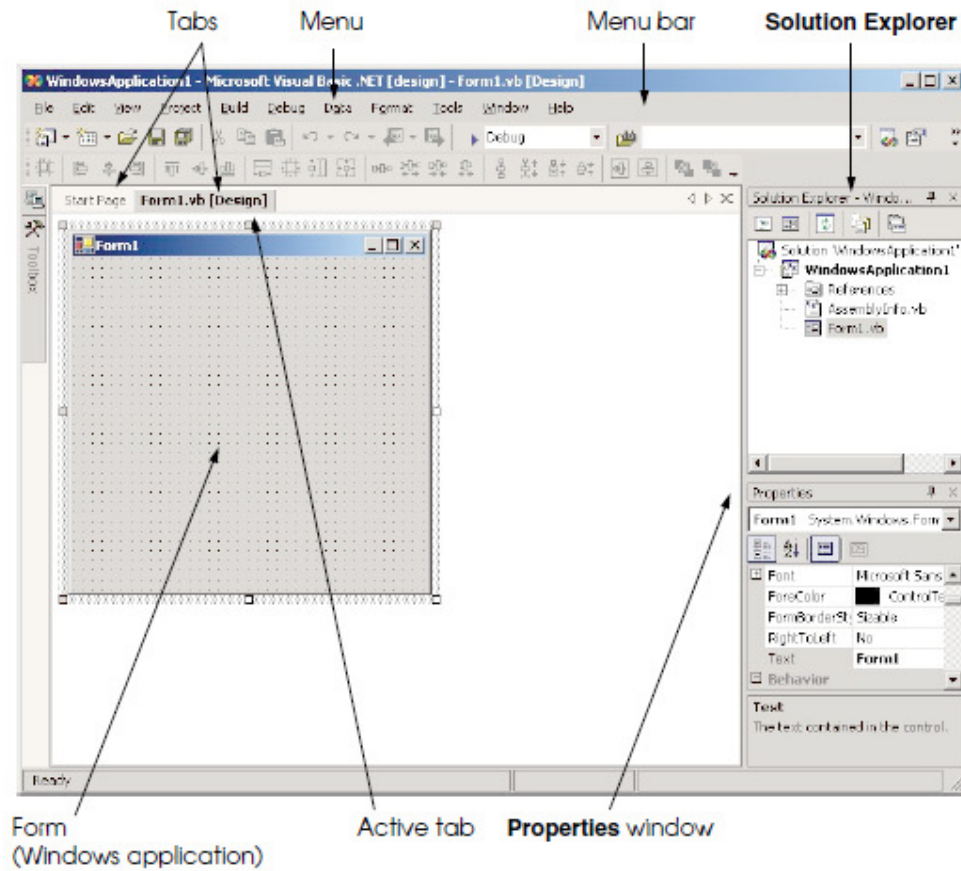 Tabs Menu Menu bar Solution Explorer
WindowsApplication1 - Microsoft Visual Basic .NET [design] - Form1.vb [Design]
File Edit View Project Build Debug Data Format Tools Window Help
Debug
Start Page Form1.vb [Design]
Solution Explorer - Windo...
Toolbox
Form1
Solution 'WindowsApplication1'
WindowsApplication1
References
AssemblyInfo.vb
Form1.vb
Properties
Form1 System.Windows.Form
Font Microsoft Sans
ForeColor ControlTe
FormBorderSty Sizable
RightToLeft No
Text Form1
Behavior
Text
The text contained in the control.
Ready
Form
(Windows application)
Active tab
Properties window